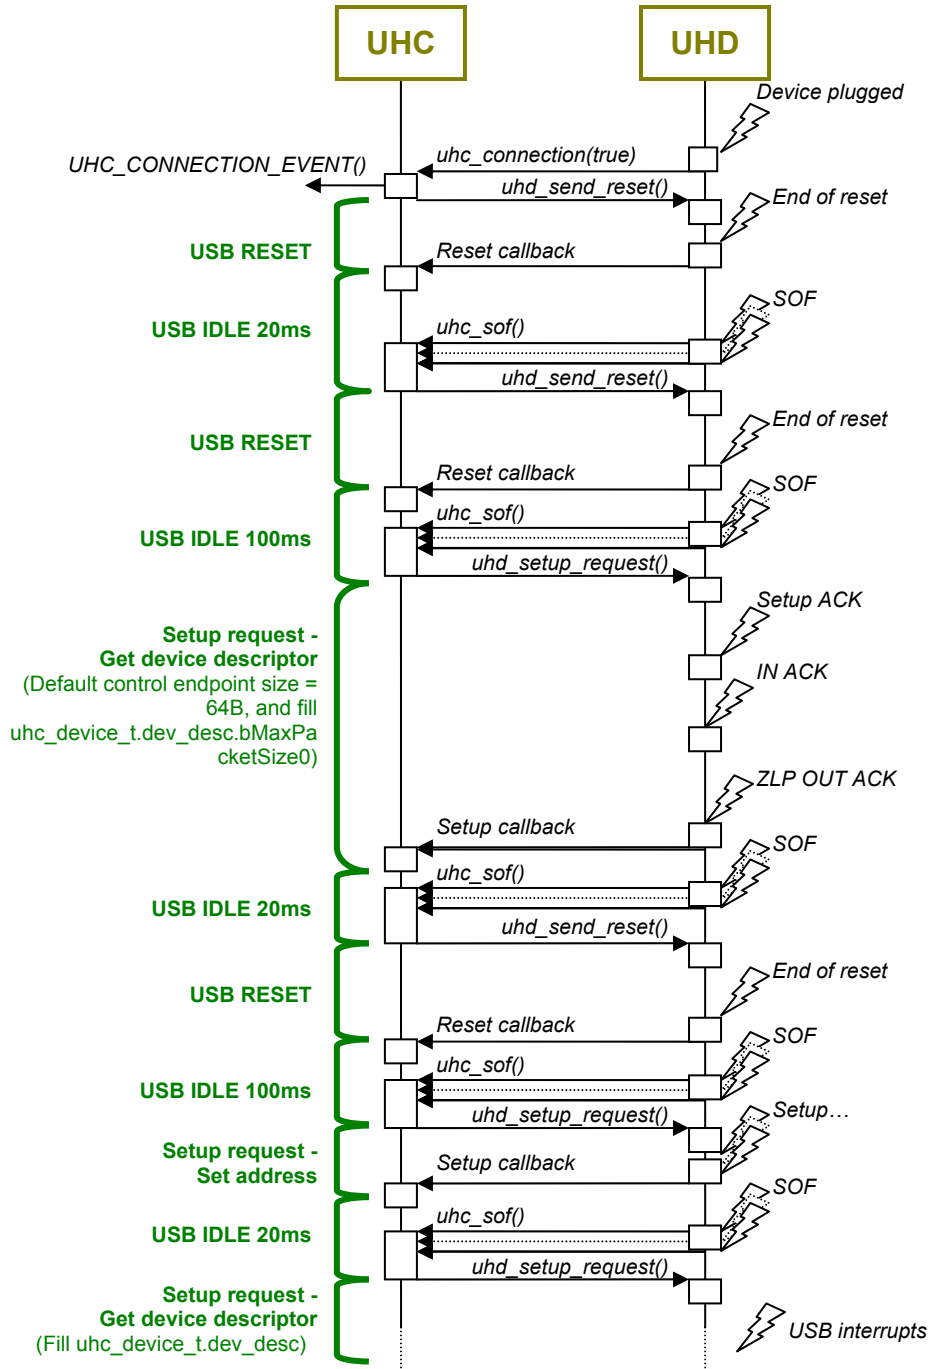 UHC
UHD
Device plugged
uhc_connection(true)
UHC_CONNECTION_EVENT()
uhd_send_reset()
End of reset
USB RESET
Reset callback
SOF
USB IDLE 20ms
uhc_sof()
uhd_send_reset()
End of reset
USB RESET
Reset callback
SOF
uhc_sof()
USB IDLE 100ms
uhd_setup_request()
Setup ACK
Setup request -
Get device descriptor
(Default control endpoint size =
64B, and fill
uhc_device_t.dev_desc.bMaxPa
cketSize0)
IN ACK
ZLP OUT ACK
Setup callback
SOF
uhc_sof()
USB IDLE 20ms
uhd_send_reset()
End of reset
USB RESET
Reset callback
SOF
uhc_sof()
USB IDLE 100ms
uhd_setup_request()
Setup…
Setup request -
Set address
Setup callback
SOF
uhc_sof()
USB IDLE 20ms
uhd_setup_request()
Setup request -
Get device descriptor
(Fill uhc_device_t.dev_desc)
USB interrupts